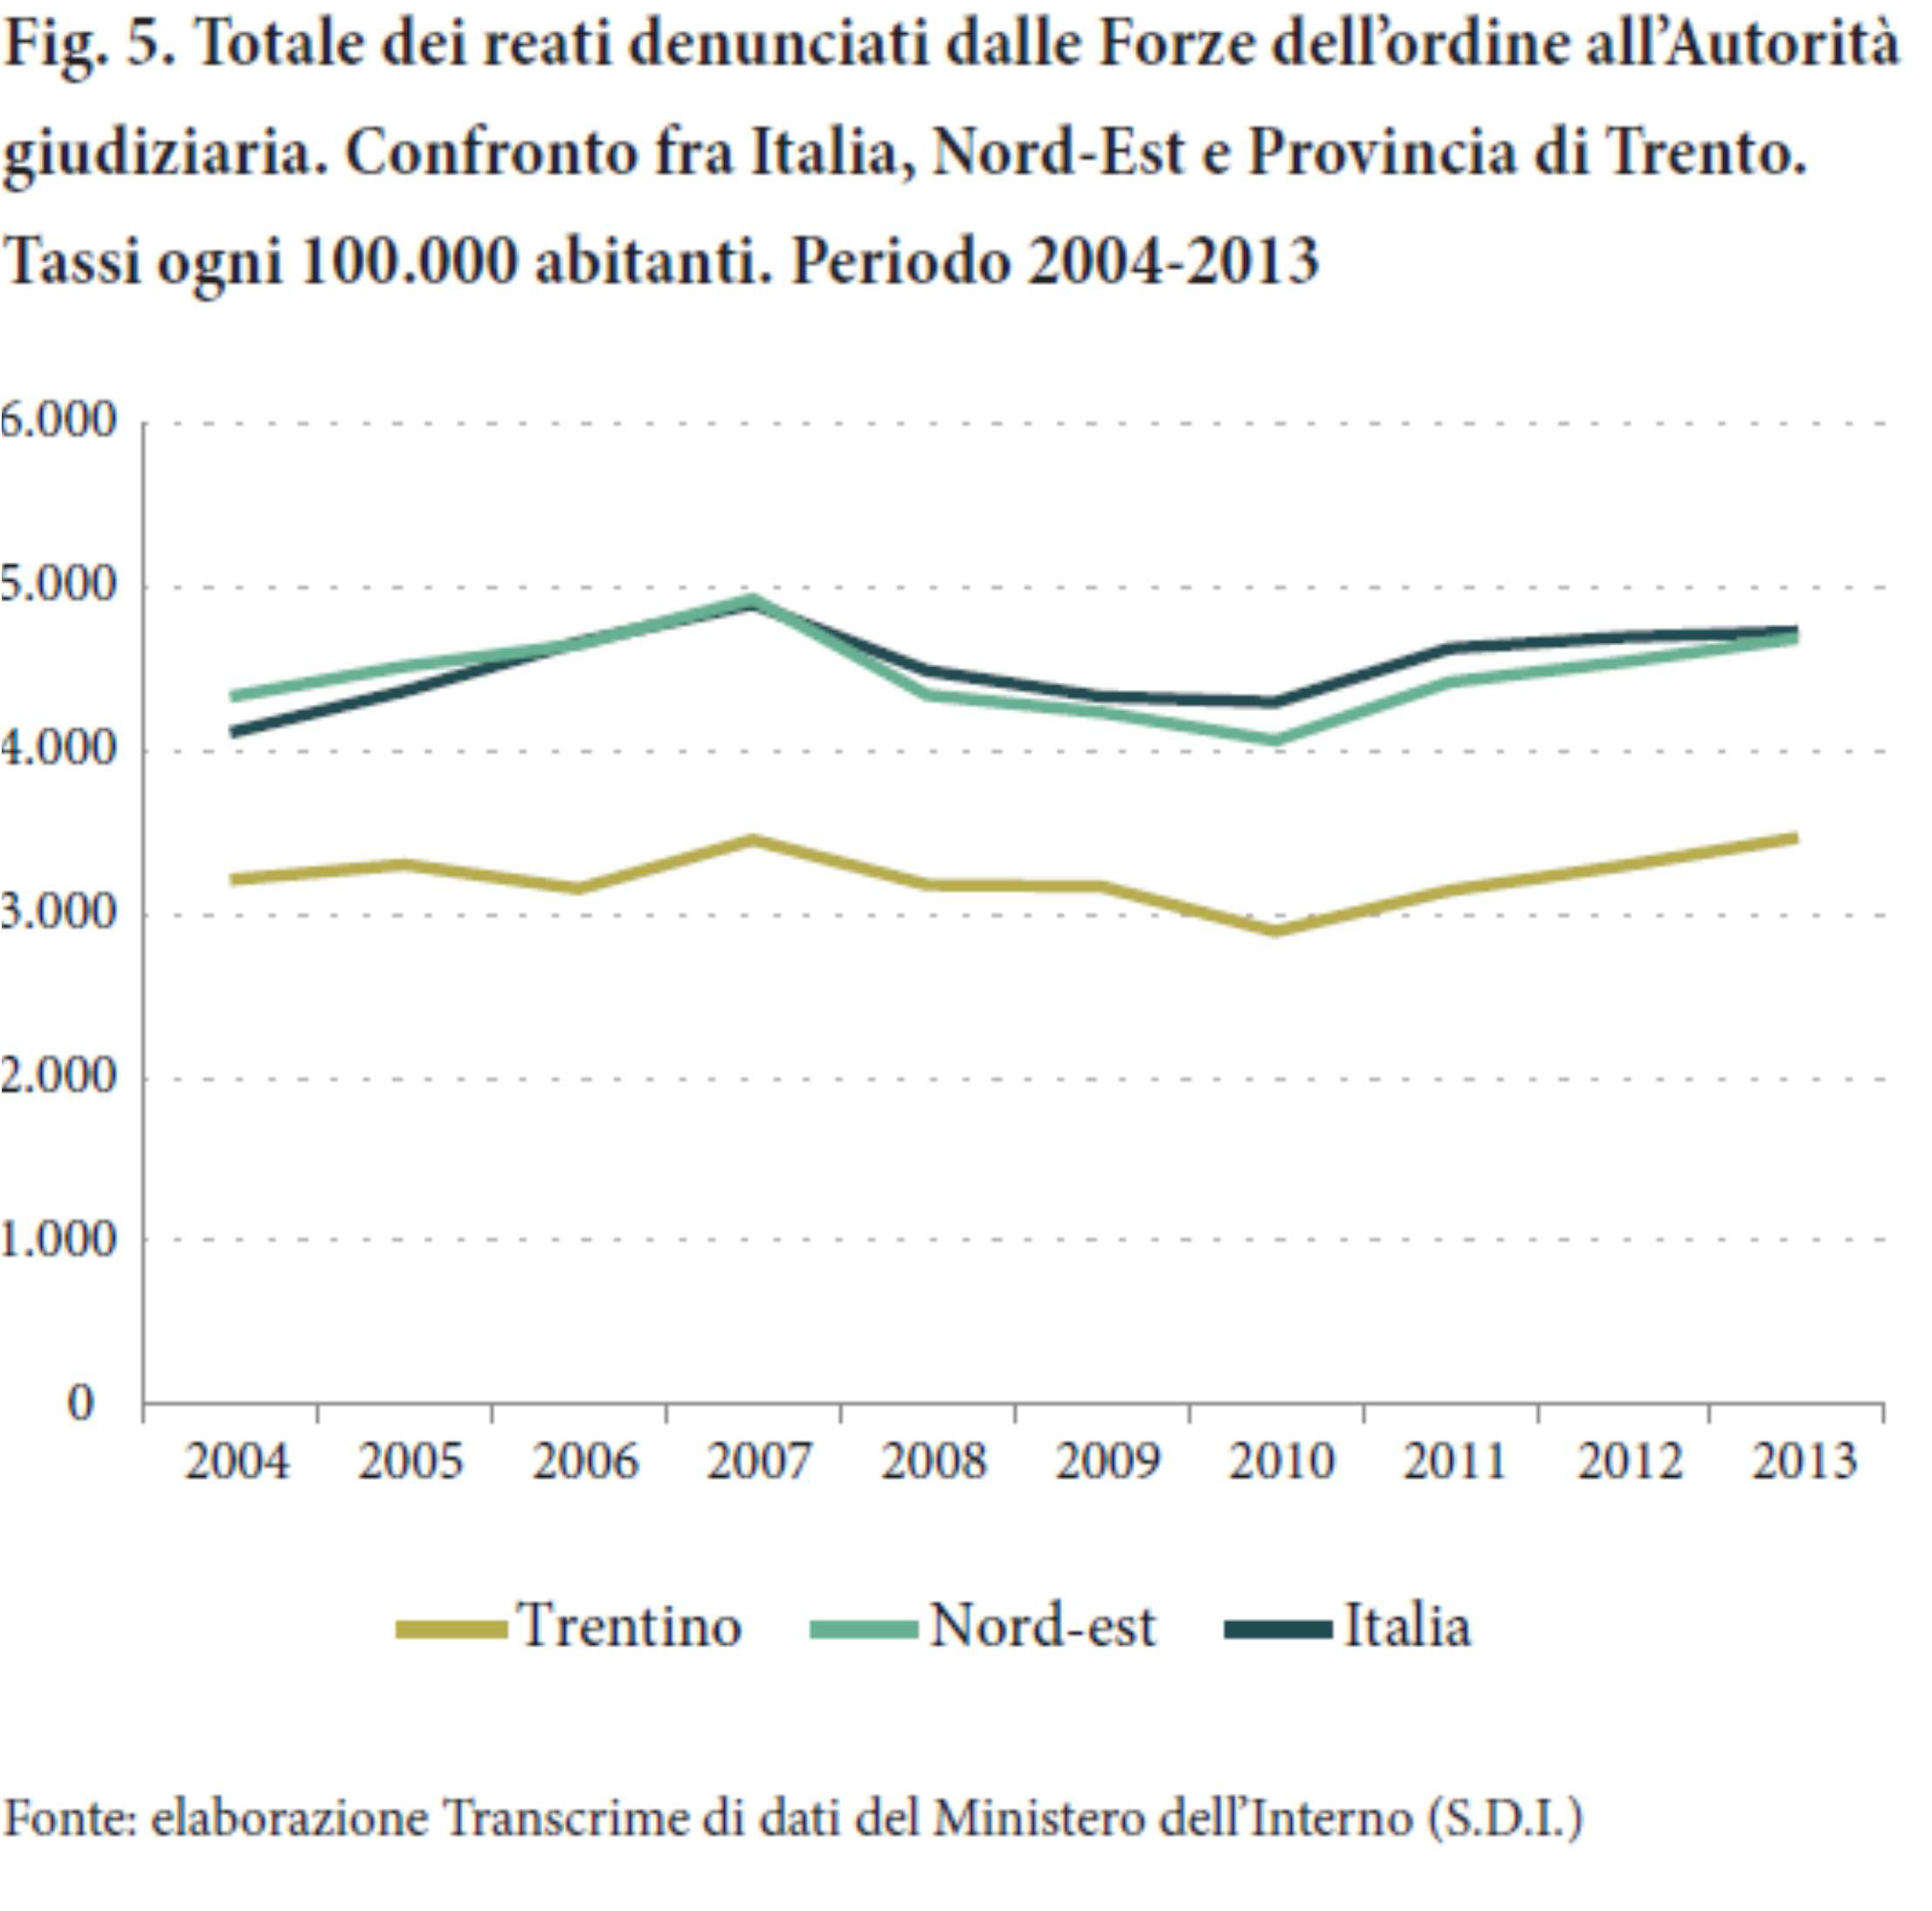 Fig. 5. Totale dei reati denunciati dalle Forze dell’ordine all’Autorità
giudiziaria. Confronto fra Italia, Nord-Est e Provincia di Trento.
Tassi ogni 100.000 abitanti. Periodo 2004-2013
6.000
5.000
4.000
3.000
2.000
1.000
0
2004 2005 2006 2007 2008 2009 2010 2011 2012 2013
Trentino Nord-est Italia
Fonte: elaborazione Transcrime di dati del Ministero dell’Interno (S.D.I.)